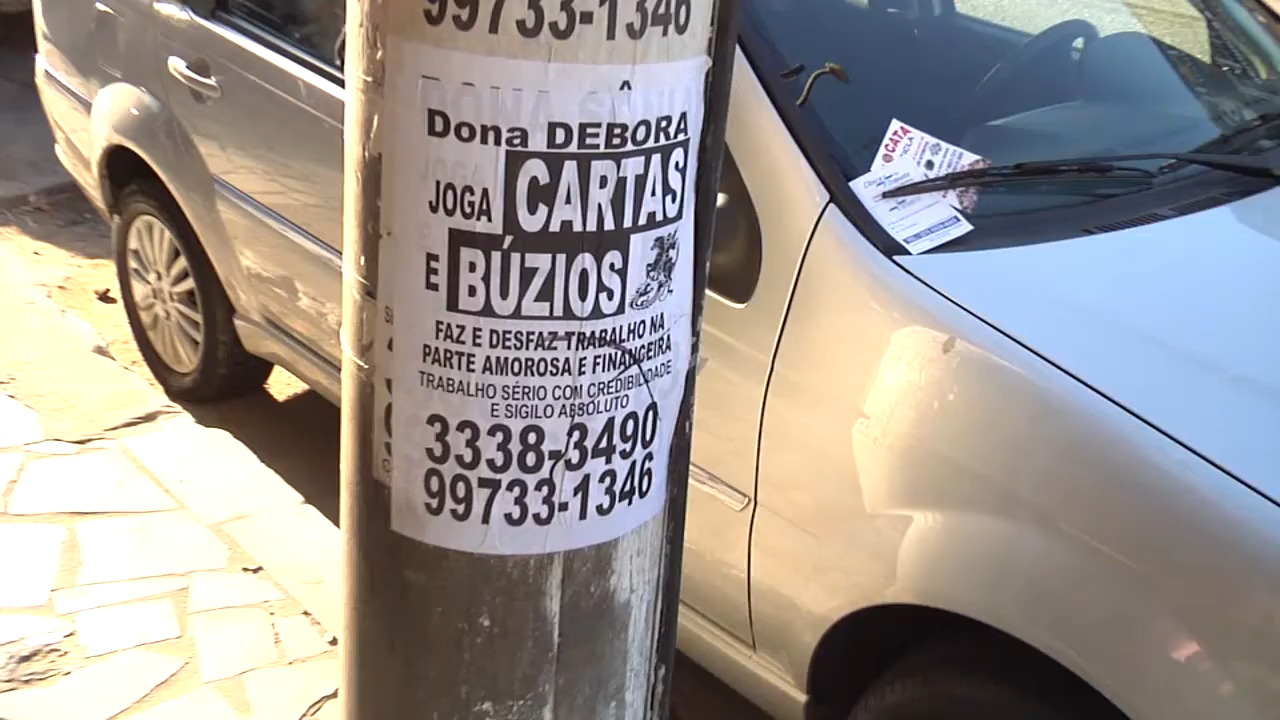 99733-1346
Dona DEBORA
JOGA CARTAS
E BÚZIOS
FAZ E DESFAZ TRABALHO NA
PARTE AMOROSA E FINANCEIRA
TRABALHO SÉRIO COM CREDIBILIDADE
E SIGILO ABSOLUTO
3338-3490
99733-1346
CATA